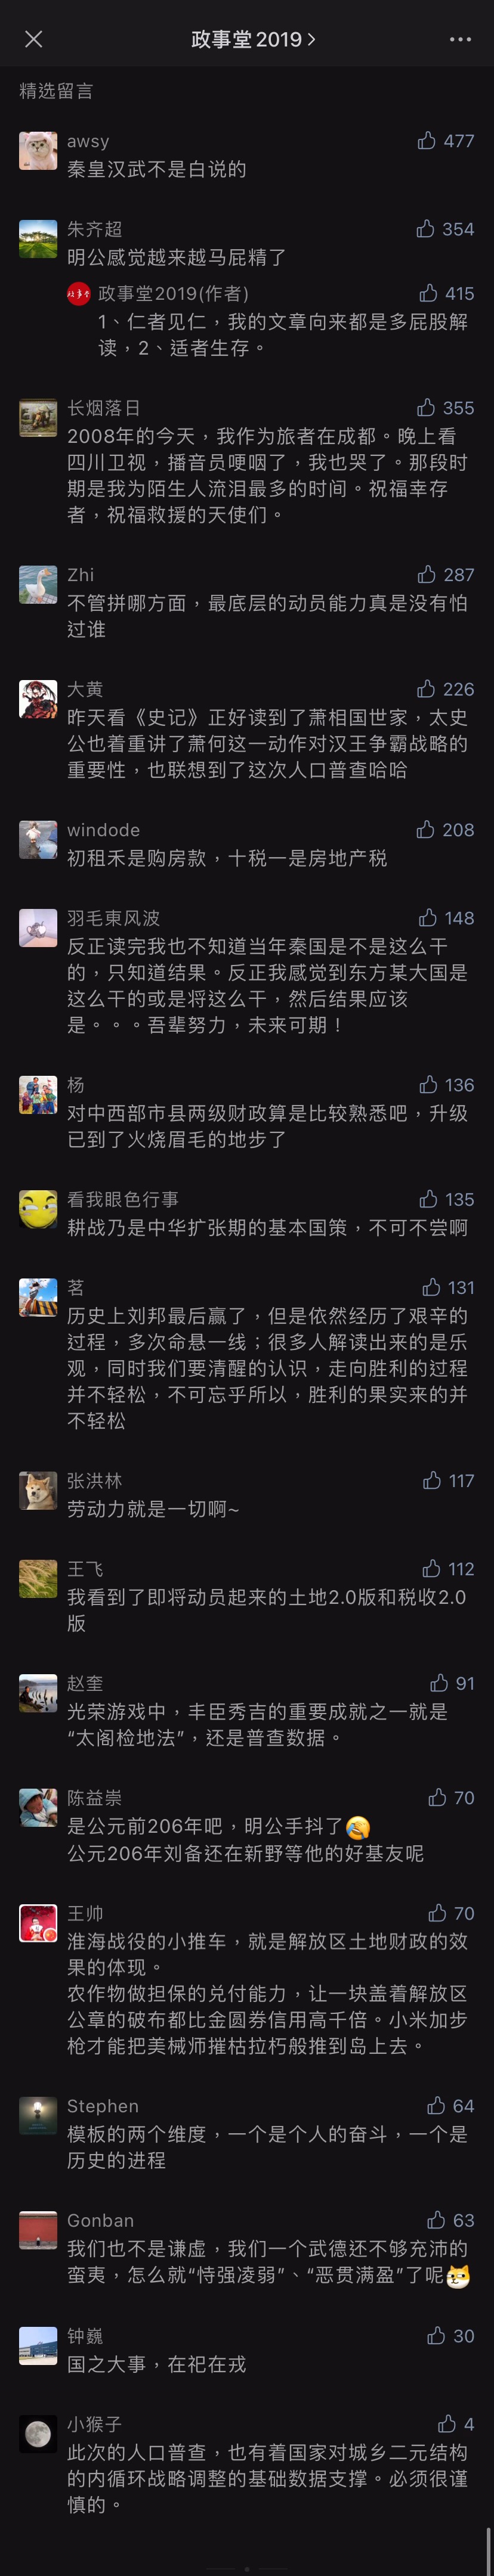 政事堂2019
精选留言
awsy
477
秦皇汉武不是白说的
朱齐超
354
明公感觉越来越马屁精了
政事堂2019(作者)
415
1、仁者见仁，我的文章向来都是多屁股解
读，2、适者生存。
长烟落日
355
2008年的今天，我作为旅者在成都。晚上看
四川卫视，播音员哽咽了，我也哭了。那段时
期是我为陌生人流泪最多的时间。祝福幸存
者，祝福救援的天使们。
Zhi
287
不管拼哪方面，最底层的动员能力真是没有怕
过谁
大黄
226
昨天看《史记》正好读到了萧相国世家，太史
公也着重讲了萧何这一动作对汉王争霸战略的
重要性，也联想到了这次人口普查哈哈
windode
208
初租禾是购房款，十税一是房地产税
羽毛東风波
148
反正读完我也不知道当年秦国是不是这么干
的，只知道结果。反正我感觉到东方某大国是
这么干的或是将这么干，然后结果应该
是。。。吾辈努力，未来可期！
杨
136
对中西部市县两级财政算是比较熟悉吧，升级
已到了火烧眉毛的地步了
看我眼色行事
135
耕战乃是中华扩张期的基本国策，不可不尝啊
茗
131
历史上刘邦最后赢了，但是依然经历了艰辛的
过程，多次命悬一线；很多人解读出来的是乐
观，同时我们要清醒的认识，走向胜利的过程
并不轻松，不可忘乎所以，胜利的果实来的并
不轻松
张洪林
117
劳动力就是一切啊~
王飞
112
我看到了即将动员起来的土地2.0版和税收2.0
版
赵奎
91
光荣游戏中，丰臣秀吉的重要成就之一就是
“太阁检地法”，还是普查数据。
陈益崇
70
是公元前206年吧，明公手抖了
公元206年刘备还在新野等他的好基友呢
王帅
70
淮海战役的小推车，就是解放区土地财政的效
果的体现。
农作物做担保的兑付能力，让一块盖着解放区
公章的破布都比金圆券信用高千倍。小米加步
枪才能把美械师摧枯拉朽般推到岛上去。
Stephen
64
模板的两个维度，一个是个人的奋斗，一个是
历史的进程
Gonban
63
我们也不是谦虚，我们一个武德还不够充沛的
蛮夷，怎么就“恃强凌弱”、“恶贯满盈”了呢
钟巍
30
国之大事，在祀在戎
小猴子
4
此次的人口普查，也有着国家对城乡二元结构
的内循环战略调整的基础数据支撑。必须很谨
慎的。